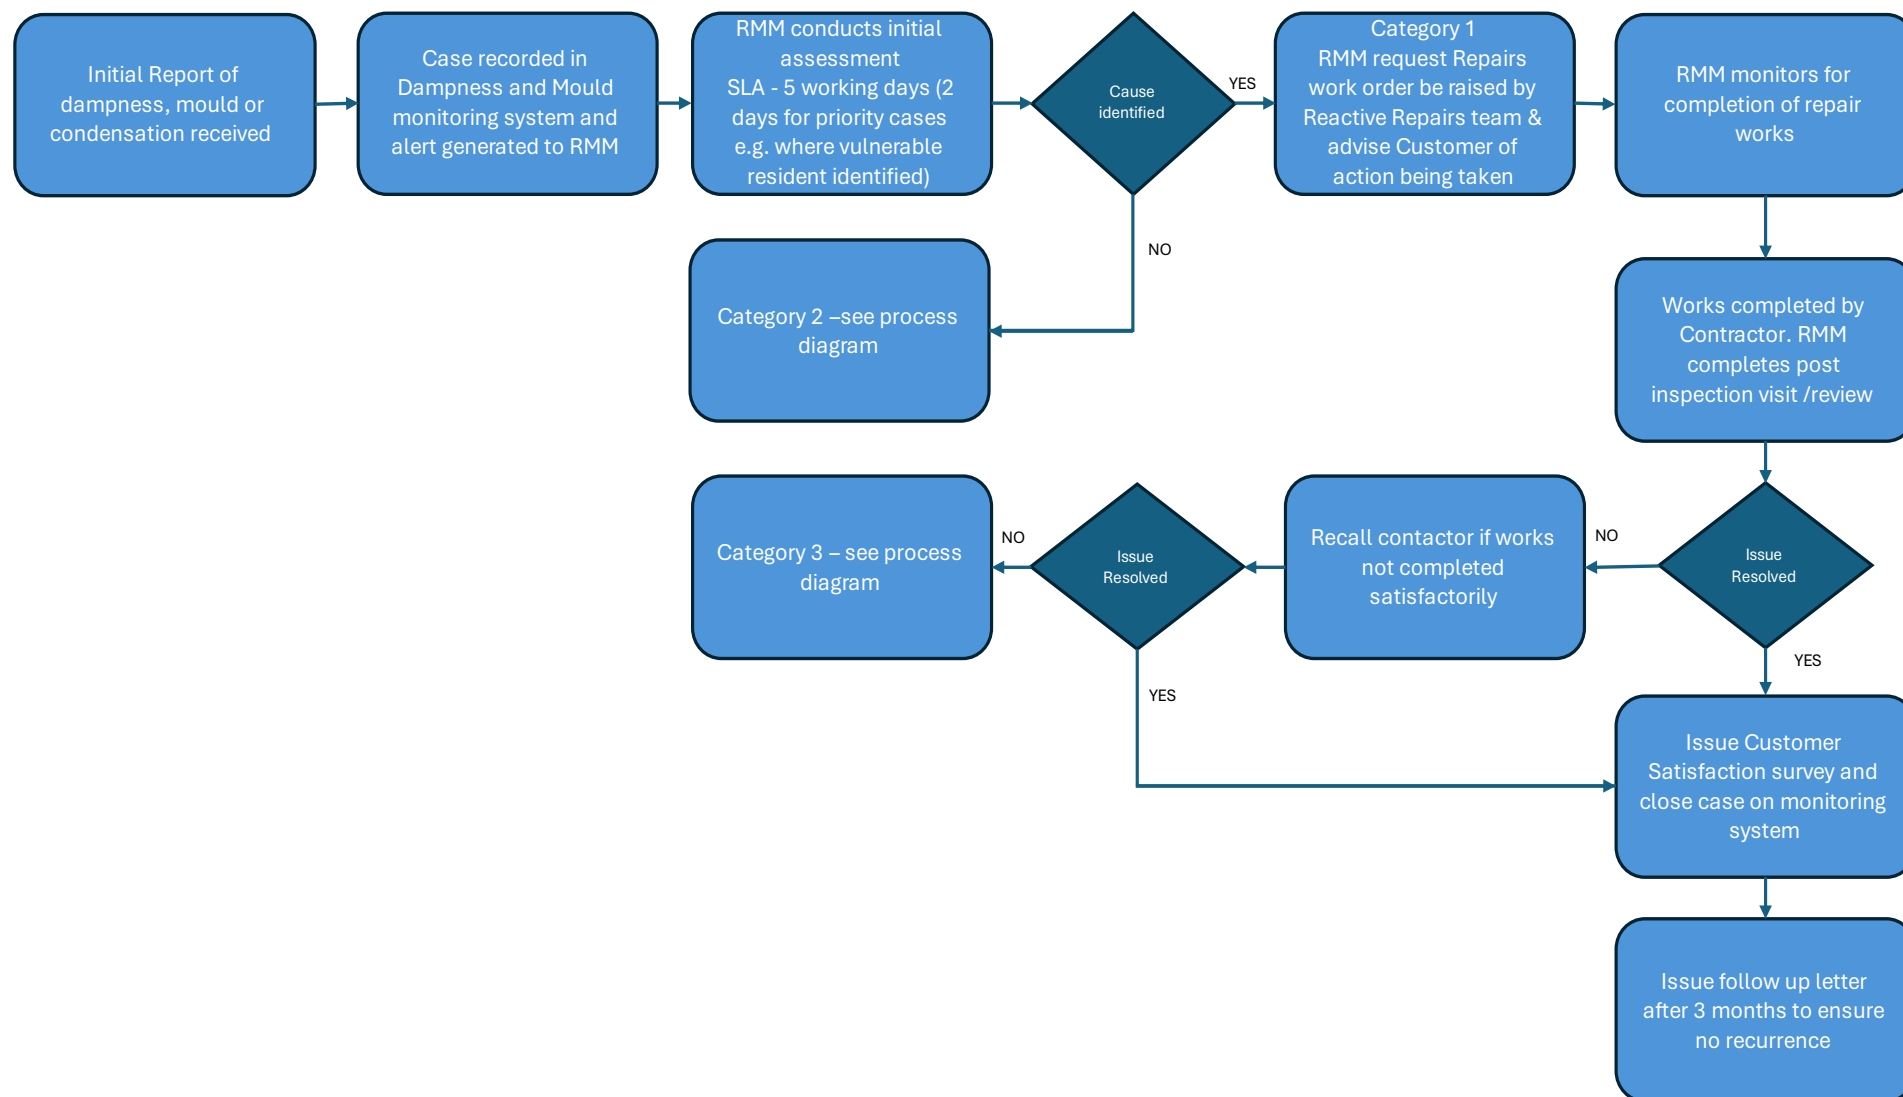 Initial Report of
dampness, mould or
condensation received
Case recorded in
Dampness and Mould
monitoring system and
alert generated to RMM
RMM conducts initial
assessment
SLA - 5 working days (2
days for priority cases
e.g. where vulnerable
resident identified)
Cause
identified
YES
Category 1
RMM request Repairs
work order be raised by
Reactive Repairs team &
advise Customer of
action being taken
RMM monitors for
completion of repair
works
NO
Category 2 –see process
diagram
Works completed by
Contractor. RMM
completes post
inspection visit /review
Category 3 – see process
diagram
NO
Issue
Resolved
Recall contactor if works
not completed
satisfactorily
NO
Issue
Resolved
YES
YES
Issue Customer
Satisfaction survey and
close case on monitoring
system
Issue follow up letter
after 3 months to ensure
no recurrence